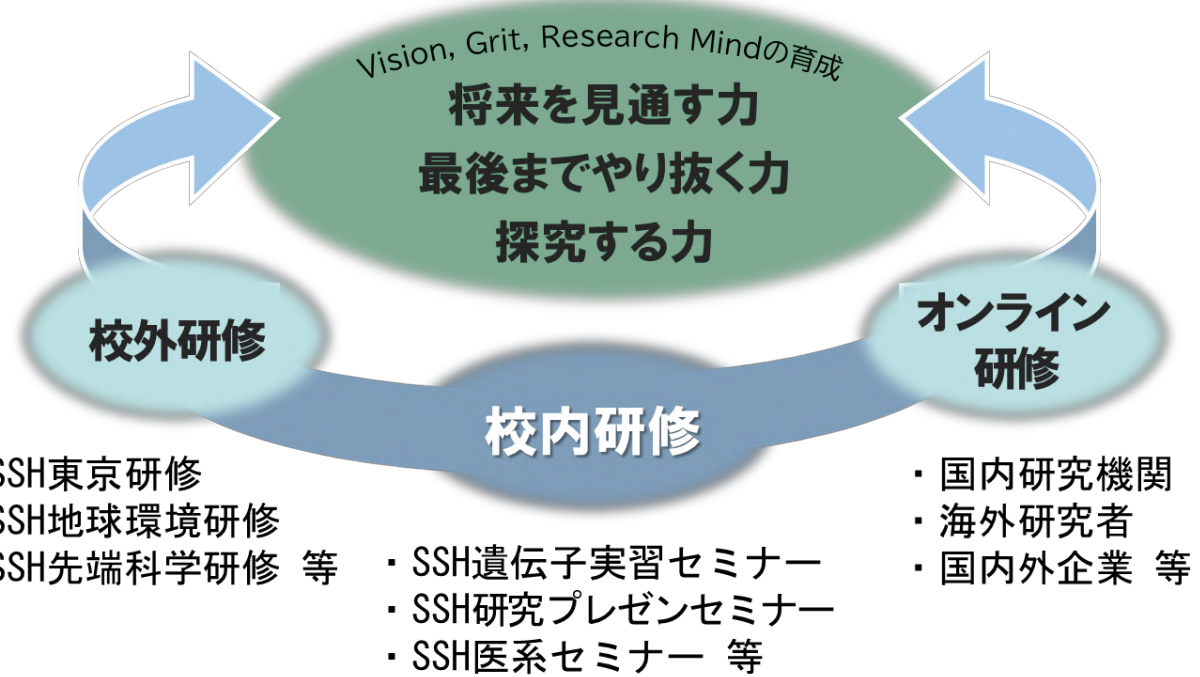 Vision, Grit, Research Mindの育成
将来を見通す力
最後までやり抜く力
探究する力
校外研修
オンライン
研修
校内研修
SSH東京研修
SSH地球環境研修
SSH先端科学研修 等
・国内研究機関
・海外研究者
・国内外企業 等
・SSH遺伝子実習セミナー
・SSH研究プレゼンセミナー
・SSH医系セミナー 等